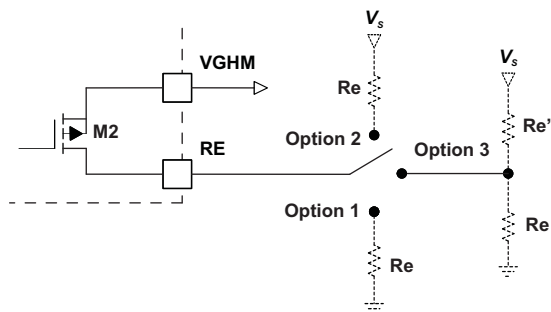 Vs
VGHM
Vs
Re
Re'
M2
Option 2
RE
Option 3
Option 1
Re
Re